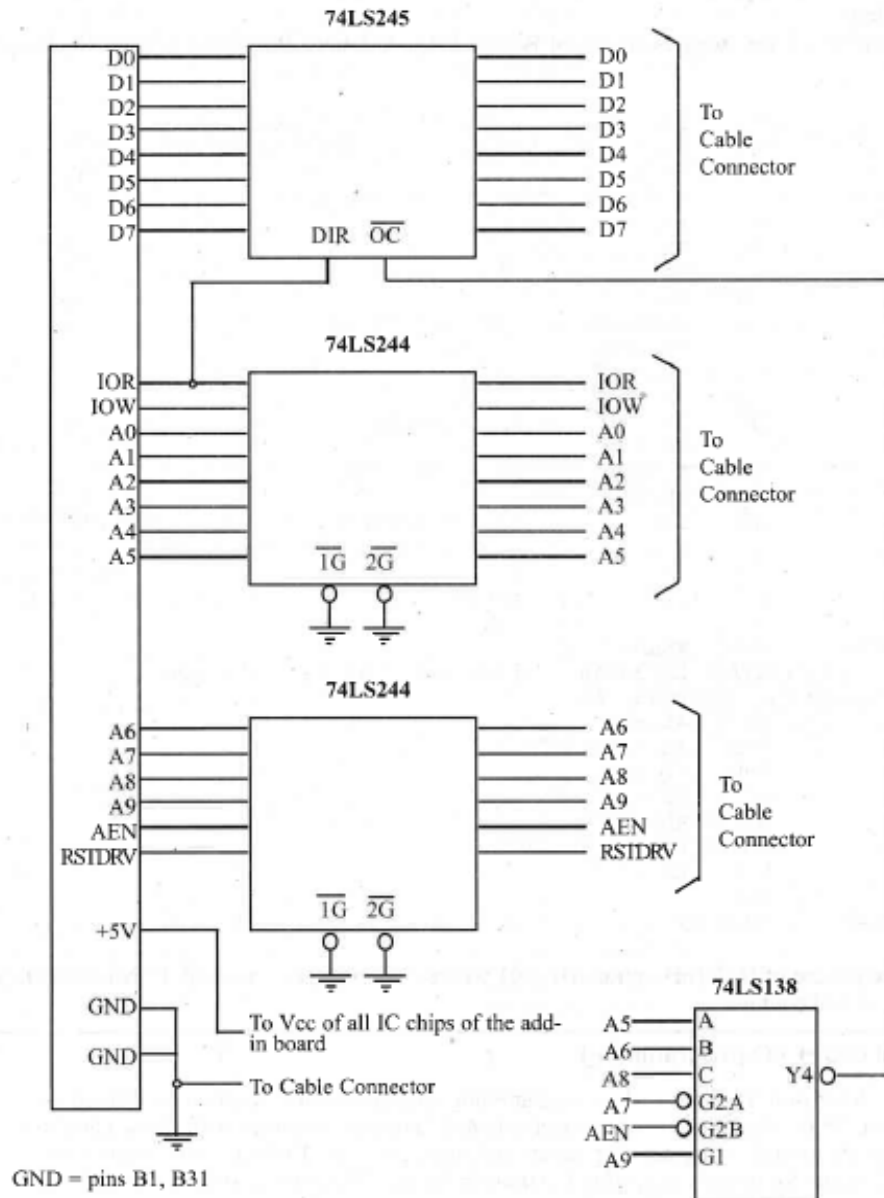 74LS245
D0
D1
D2
D3
D4
D5
D6
D7
DIR OC
D0
D1
D2
D3
D4
D5
D6
D7
To
Cable
Connector
74LS244
IOR
IOW
A0
A1
A2
A3
A4
A5
1G 2G
IOR
IOW
A0
A1
A2
A3
A4
A5
To
Cable
Connector
74LS244
A6
A7
A8
A9
AEN
RSTDRV
1G 2G
A6
A7
A8
A9
AEN
RSTDRV
To
Cable
Connector
+5V
GND
GND
To Vcc of all IC chips of the add-
in board
To Cable Connector
GND = pins B1, B31
74LS138
A5 A
A6 B
A8 C
A7 G2A
AEN G2B
A9 G1
Y4